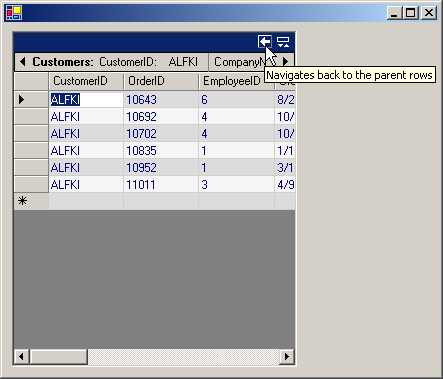 Customers: CustomerID: ALFKI CompanyN
Navigates back to the parent rows
CustomerID OrderID EmployeeID
ALFKI 10643 6 8/2
ALFKI 10692 4 10/
ALFKI 10702 4 10/
ALFKI 10835 1 1/1
ALFKI 10952 1 3/1
ALFKI 11011 3 4/9